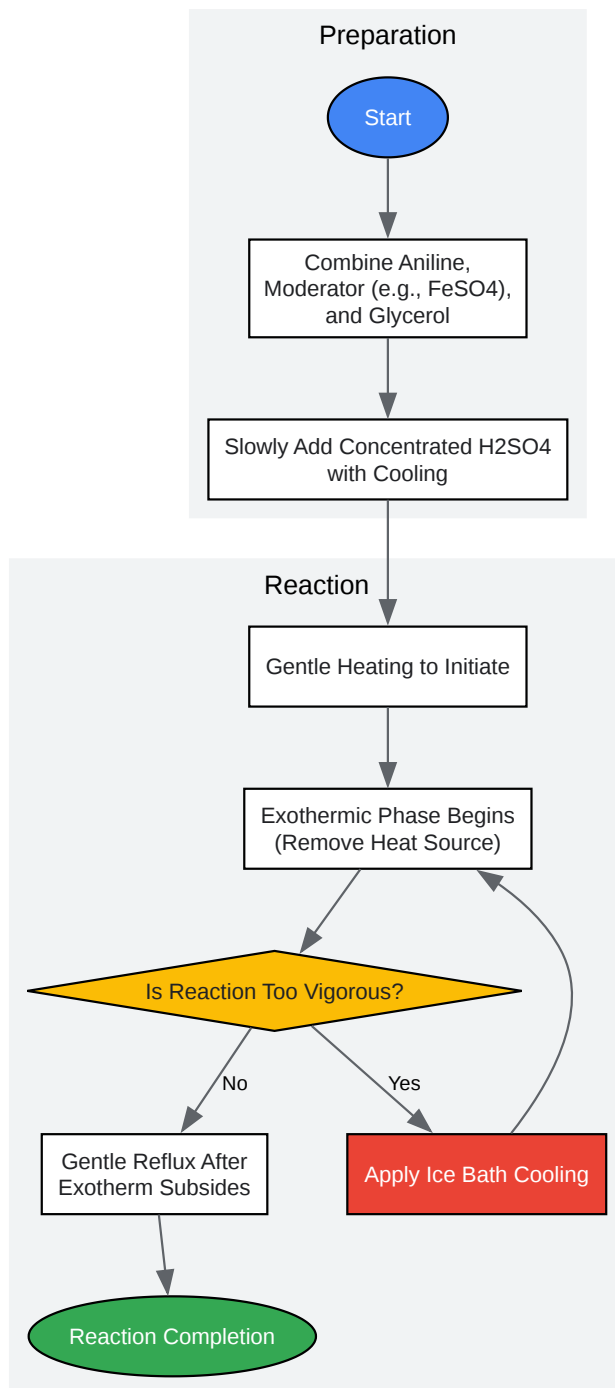 Preparation
Start
Combine Aniline,
Moderator (e.g., FeSO4),
and Glycerol
Slowly Add Concentrated H2SO4
with Cooling
Reaction
Gentle Heating to Initiate
Exothermic Phase Begins
(Remove Heat Source)
Is Reaction Too Vigorous?
No
Yes
Gentle Reflux After
Exotherm Subsides
Apply Ice Bath Cooling
Reaction Completion